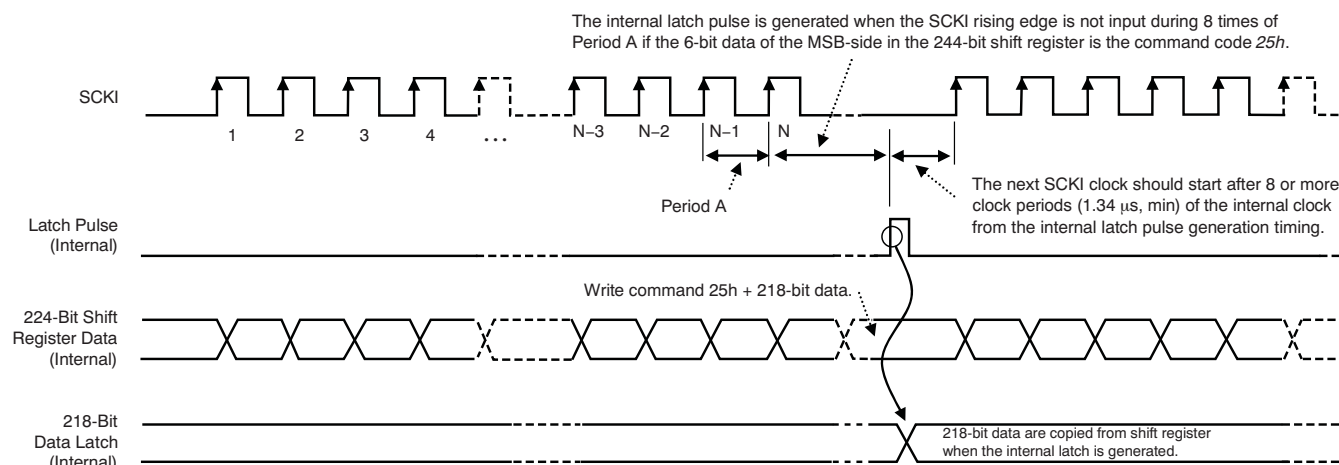 The internal latch pulse is generated when the SCKI rising edge is not input during 8 times of
Period A if the 6-bit data of the MSB-side in the 244-bit shift register is the command code 25h.
SCKI
1 2 3 4 ... N−3 N−2 N−1 N
Period A
The next SCKI clock should start after 8 or more
clock periods (1.34 μs, min) of the internal clock
from the internal latch pulse generation timing.
Latch Pulse
(Internal)
Write command 25h + 218-bit data.
224-Bit Shift
Register Data
(Internal)
218-Bit
Data Latch
(Internal)
218-bit data are copied from shift register
when the internal latch is generated.